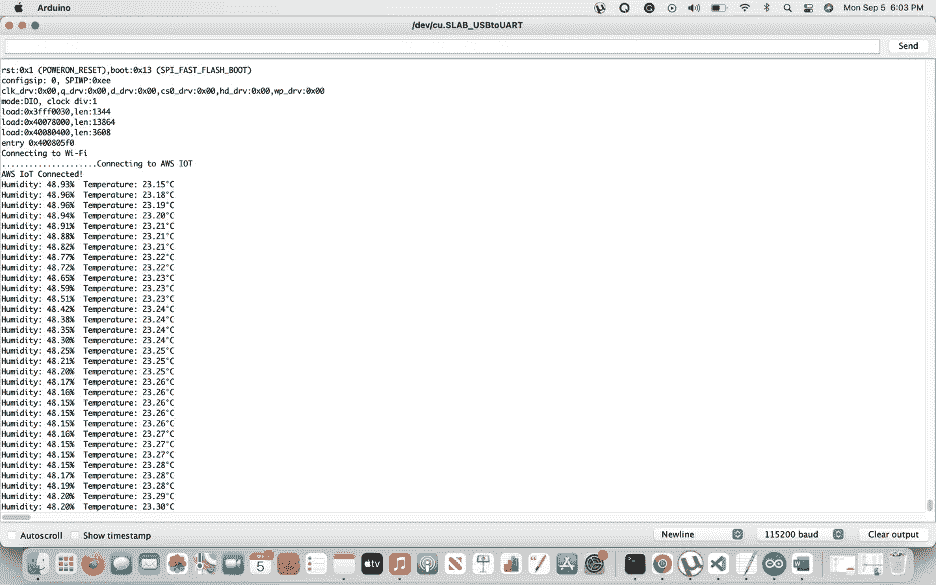 Arduino
Mon Sep 5 6:03 PM
/dev/cu.SLAB_USBtoUART
Send
rst:0x1 (POWERON_RESET),boot:0x13 (SPI_FAST_FLASH_BOOT)
configsip: 0, SPIWP:0xee
clk_drv:0x00,q_drv:0x00,d_drv:0x00,cs0_drv:0x00,hd_drv:0x00,wp_drv:0x00
mode:DIO, clock div:1
load:0x3fff0030,len:1344
load:0x40078000,len:13864
load:0x40080400,len:3608
entry 0x400805f0
Connecting to Wi-Fi
.....................Connecting to AWS IOT
AWS IoT Connected!
Humidity: 48.93%  Temperature: 23.15°C
Humidity: 48.96%  Temperature: 23.18°C
Humidity: 48.96%  Temperature: 23.19°C
Humidity: 48.94%  Temperature: 23.20°C
Humidity: 48.91%  Temperature: 23.21°C
Humidity: 48.88%  Temperature: 23.21°C
Humidity: 48.82%  Temperature: 23.21°C
Humidity: 48.77%  Temperature: 23.22°C
Humidity: 48.72%  Temperature: 23.22°C
Humidity: 48.65%  Temperature: 23.23°C
Humidity: 48.59%  Temperature: 23.23°C
Humidity: 48.51%  Temperature: 23.23°C
Humidity: 48.42%  Temperature: 23.24°C
Humidity: 48.38%  Temperature: 23.24°C
Humidity: 48.35%  Temperature: 23.24°C
Humidity: 48.30%  Temperature: 23.24°C
Humidity: 48.25%  Temperature: 23.25°C
Humidity: 48.21%  Temperature: 23.25°C
Humidity: 48.20%  Temperature: 23.25°C
Humidity: 48.17%  Temperature: 23.26°C
Humidity: 48.16%  Temperature: 23.26°C
Humidity: 48.15%  Temperature: 23.26°C
Humidity: 48.15%  Temperature: 23.26°C
Humidity: 48.15%  Temperature: 23.26°C
Humidity: 48.16%  Temperature: 23.27°C
Humidity: 48.15%  Temperature: 23.27°C
Humidity: 48.15%  Temperature: 23.27°C
Humidity: 48.15%  Temperature: 23.28°C
Humidity: 48.17%  Temperature: 23.28°C
Humidity: 48.19%  Temperature: 23.28°C
Humidity: 48.20%  Temperature: 23.29°C
Humidity: 48.20%  Temperature: 23.30°C
Autoscroll
Show timestamp
Newline
115200 baud
Clear output
5
tv